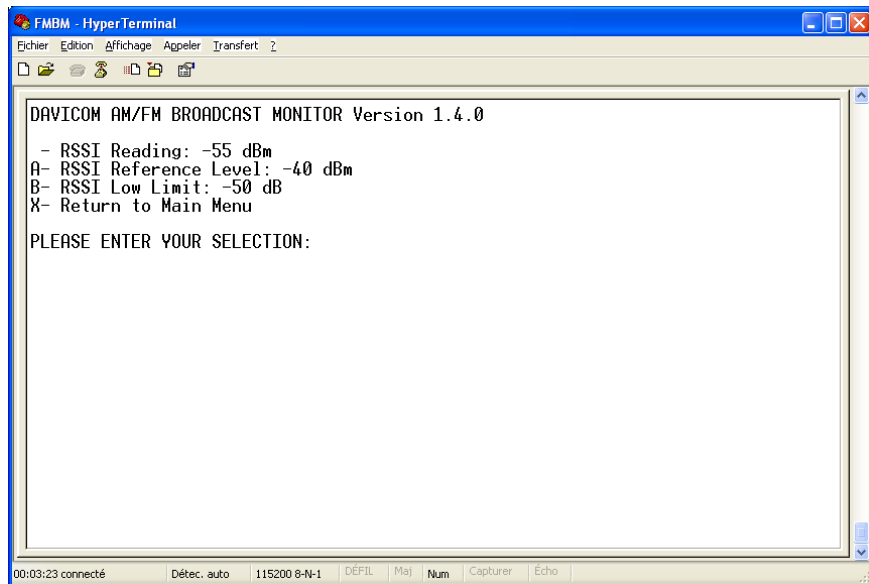 FMBM - HyperTerminal
Fichier Edition Affichage Appeler Transfert ?
DAVICOM AM/FM BROADCAST MONITOR Version 1.4.0
- RSSI Reading: -55 dBm
A- RSSI Reference Level: -40 dBm
B- RSSI Low Limit: -50 dB
X- Return to Main Menu
PLEASE ENTER YOUR SELECTION:
00:03:23 connecté Détec. auto 115200 8-N-1 DÉFIL Maj Num Capturer Écho